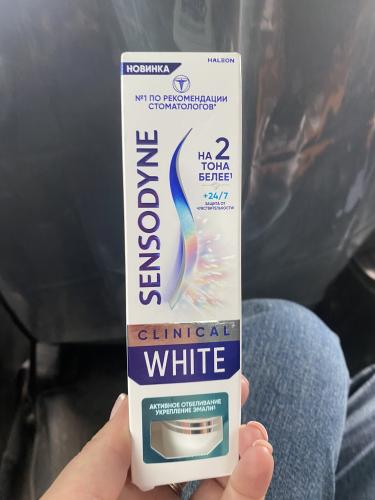 НОВИНКА
HALEON
№1 ПО РЕКОМЕНДАЦИИ
СТОМАТОЛОГОВ*
SENSODYNE
НА 2
ТОНА
БЕЛЕЕ¹
+24/7
ЗАЩИТА ОТ
ЧУВСТВИТЕЛЬНОСТИ
CLINICAL
WHITE
АКТИВНОЕ ОТБЕЛИВАНИЕ
УКРЕПЛЕНИЕ ЭМАЛИ